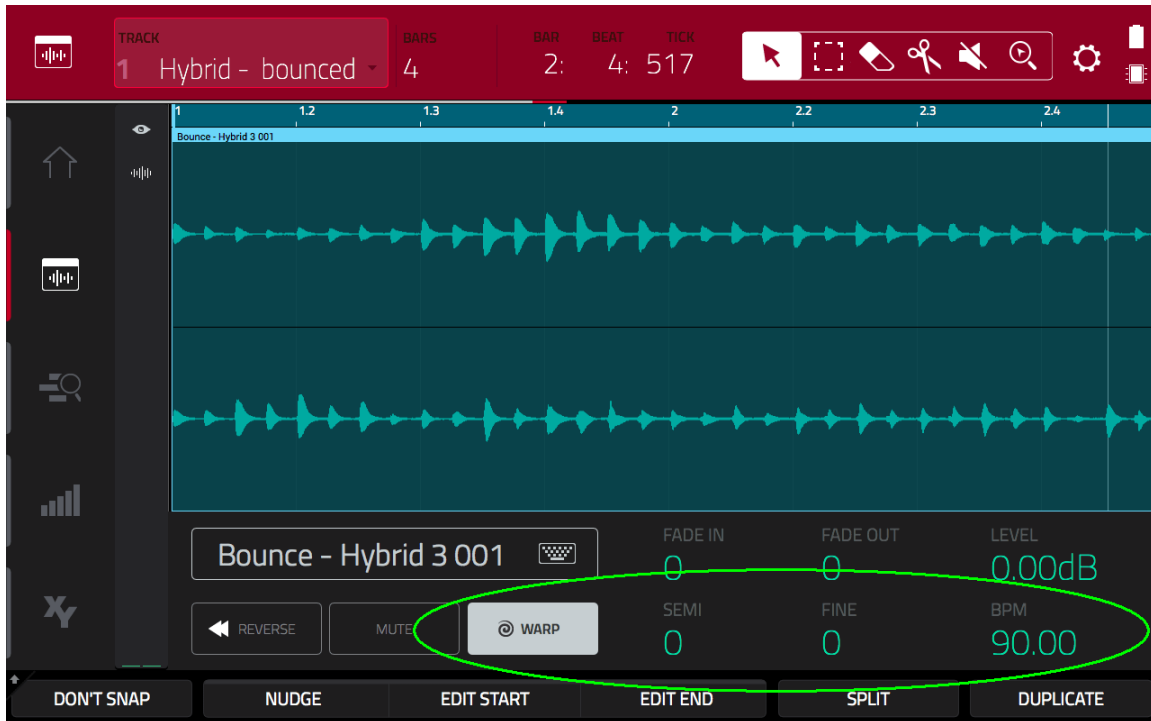 TRACK BARS BAR BEAT TICK
1 Hybrid - bounced 4 2: 4: 517
1 1.2 1.3 1.4 2 2.2 2.3 2.4
Bounce - Hybrid 3 001
Bounce - Hybrid 3 001 FADE IN FADE OUT LEVEL
0 0 0.00dB
REVERSE MUTE WARP SEMI FINE BPM
0 0 90.00
XY
DON'T SNAP NUDGE EDIT START EDIT END SPLIT DUPLICATE